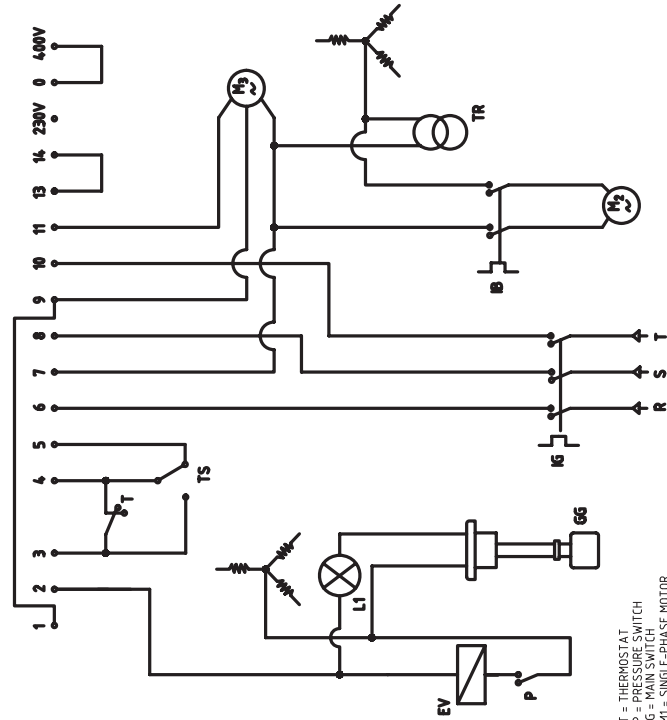 1 2 3 4 5 6 7 8 9 10 11 13 14 230V 0 400V
T
TS
M3
~
L1
EV
TR
IB
P
IG
GG
M2
~
R S T
T = THERMOSTAT
P = PRESSURE SWITCH
G = MAIN SWITCH
M1 = SINGLE-PHASE MOTOR